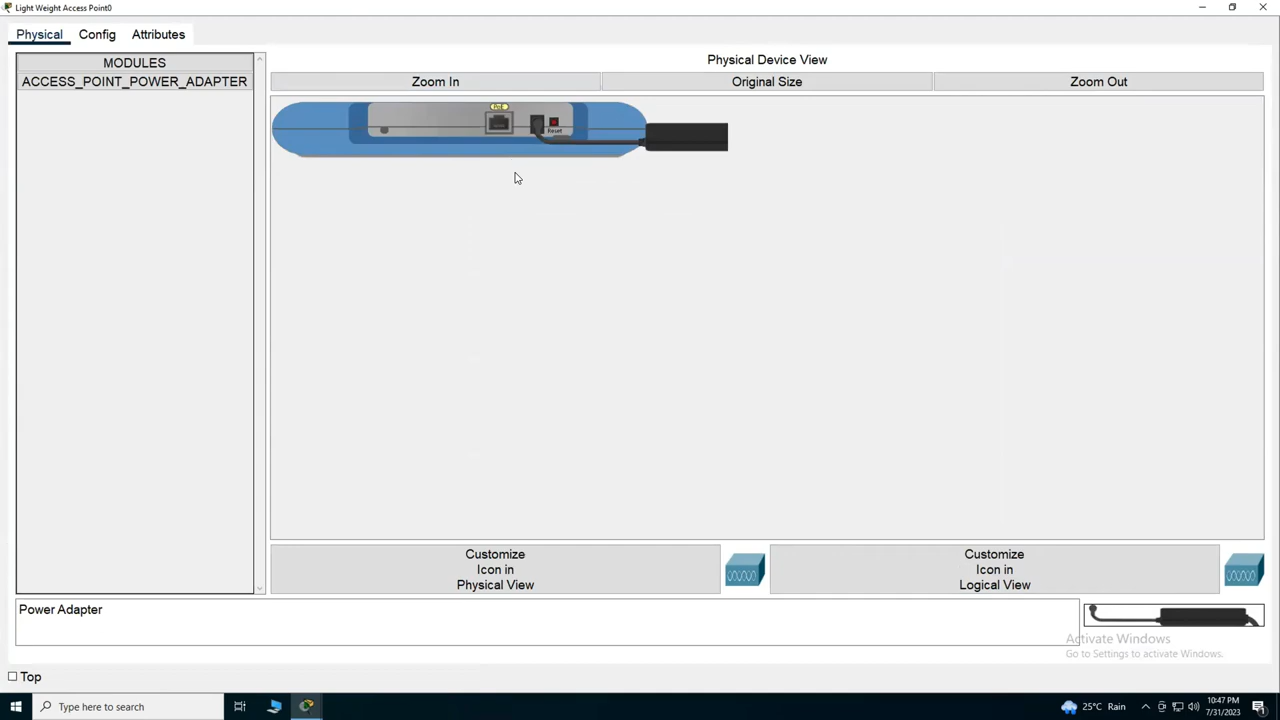 Light Weight Access Point0
Physical Config Attributes
MODULES
ACCESS_POINT_POWER_ADAPTER
Physical Device View
Zoom In Original Size Zoom Out
PoE
Reset
Customize
Icon in
Physical View
Customize
Icon in
Logical View
Power Adapter
Activate Windows
Go to Settings to activate Windows.
Top
Type here to search
25°C Rain
10:47 PM
7/31/2023
1